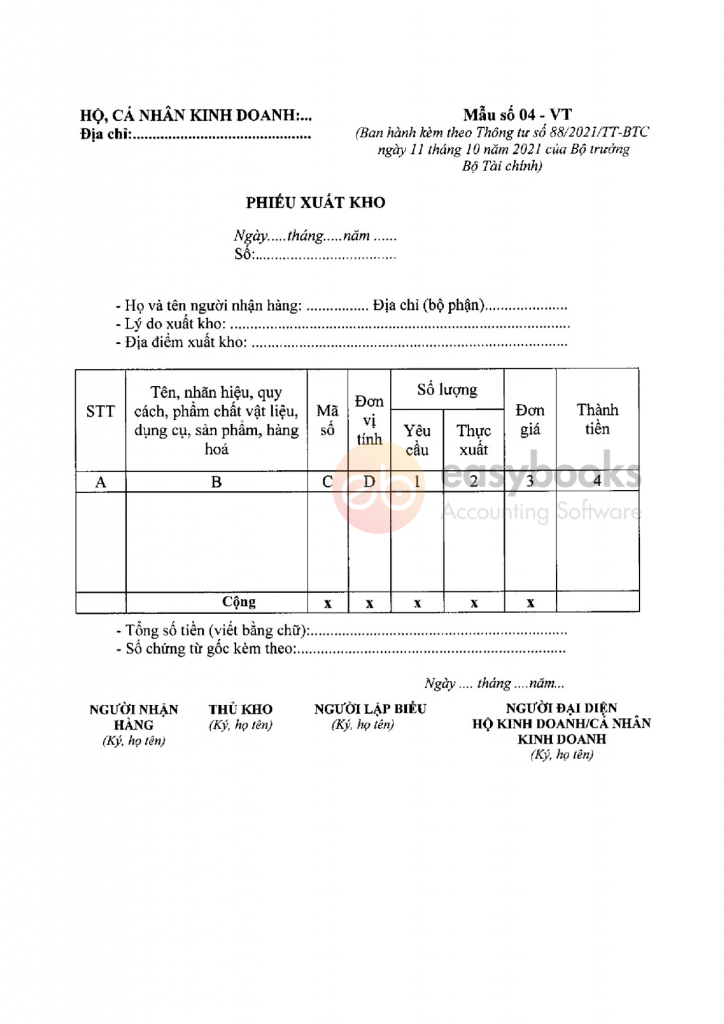 HỘ, CÁ NHÂN KINH DOANH:...
Địa chỉ:.............................................
Mẫu số 04 - VT
(Ban hành kèm theo Thông tư số 88/2021/TT-BTC
ngày 11 tháng 10 năm 2021 của Bộ trưởng
Bộ Tài chính)
PHIẾU XUẤT KHO
Ngày.....tháng.....năm ......
Số:...................................
- Họ và tên người nhận hàng: ................ Địa chỉ (bộ phận).....................
- Lý do xuất kho: .....................................................................................
- Địa điểm xuất kho: ...............................................................................
STT
Tên, nhãn hiệu, quy
cách, phẩm chất vật liệu,
dụng cụ, sản phẩm, hàng
hoá
Mã
số
Đơn
vị
tính
Số lượng
Yêu
cầu
Thực
xuất
Đơn
giá
Thành
tiền
A B C D 1 2 3 4
Cộng x x x x x
eb easybooks
Accounting Software
- Tổng số tiền (viết bằng chữ):................................................................
- Số chứng từ gốc kèm theo:...................................................................
Ngày .... tháng ....năm...
NGƯỜI NHẬN
HÀNG
(Ký, họ tên)
THỦ KHO
(Ký, họ tên)
NGƯỜI LẬP BIỂU
(Ký, họ tên)
NGƯỜI ĐẠI DIỆN
HỘ KINH DOANH/CÁ NHÂN
KINH DOANH
(Ký, họ tên)